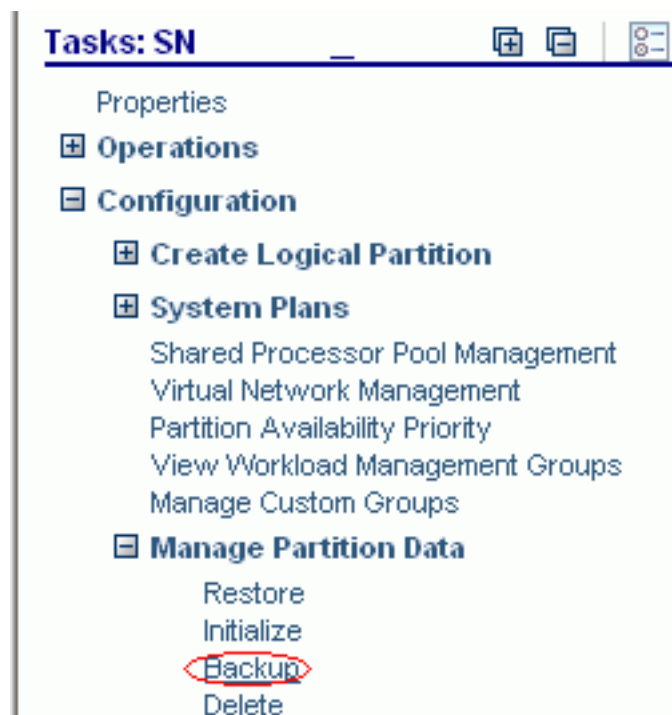 Tasks: SN _
Properties
Operations
Configuration
Create Logical Partition
System Plans
Shared Processor Pool Management
Virtual Network Management
Partition Availability Priority
View Workload Management Groups
Manage Custom Groups
Manage Partition Data
Restore
Initialize
Backup
Delete